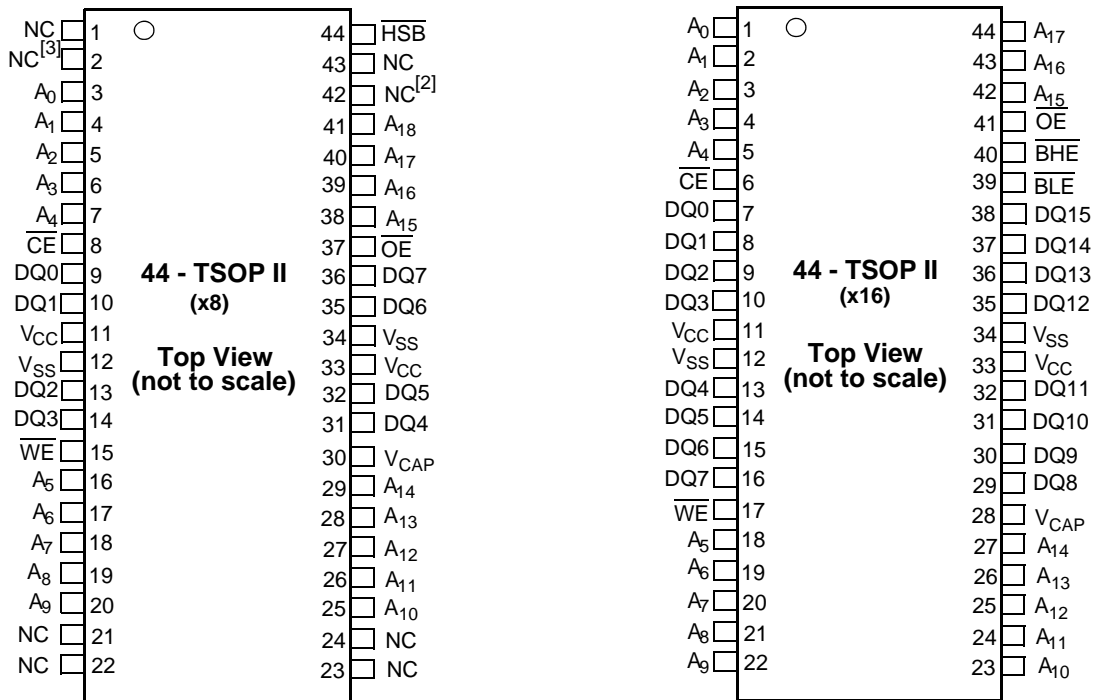 NC 1 44 HSB
NC[3] 2 43 NC
A0 3 42 NC[2]
A1 4 41 A18
A2 5 40 A17
A3 6 39 A16
A4 7 38 A15
CE 8 37 OE
DQ0 9 36 DQ7
DQ1 10 35 DQ6
VCC 11 34 VSS
VSS 12 33 VCC
DQ2 13 32 DQ5
DQ3 14 31 DQ4
WE 15 30 VCAP
A5 16 29 A14
A6 17 28 A13
A7 18 27 A12
A8 19 26 A11
A9 20 25 A10
NC 21 24 NC
NC 22 23 NC
44 - TSOP II
(x8)
Top View
(not to scale)
A0 1 44 A17
A1 2 43 A16
A2 3 42 A15
A3 4 41 OE
A4 5 40 BHE
CE 6 39 BLE
DQ0 7 38 DQ15
DQ1 8 37 DQ14
DQ2 9 36 DQ13
DQ3 10 35 DQ12
VCC 11 34 VSS
VSS 12 33 VCC
DQ4 13 32 DQ11
DQ5 14 31 DQ10
DQ6 15 30 DQ9
DQ7 16 29 DQ8
WE 17 28 VCAP
A5 18 27 A14
A6 19 26 A13
A7 20 25 A12
A8 21 24 A11
A9 22 23 A10
44 - TSOP II
(x16)
Top View
(not to scale)